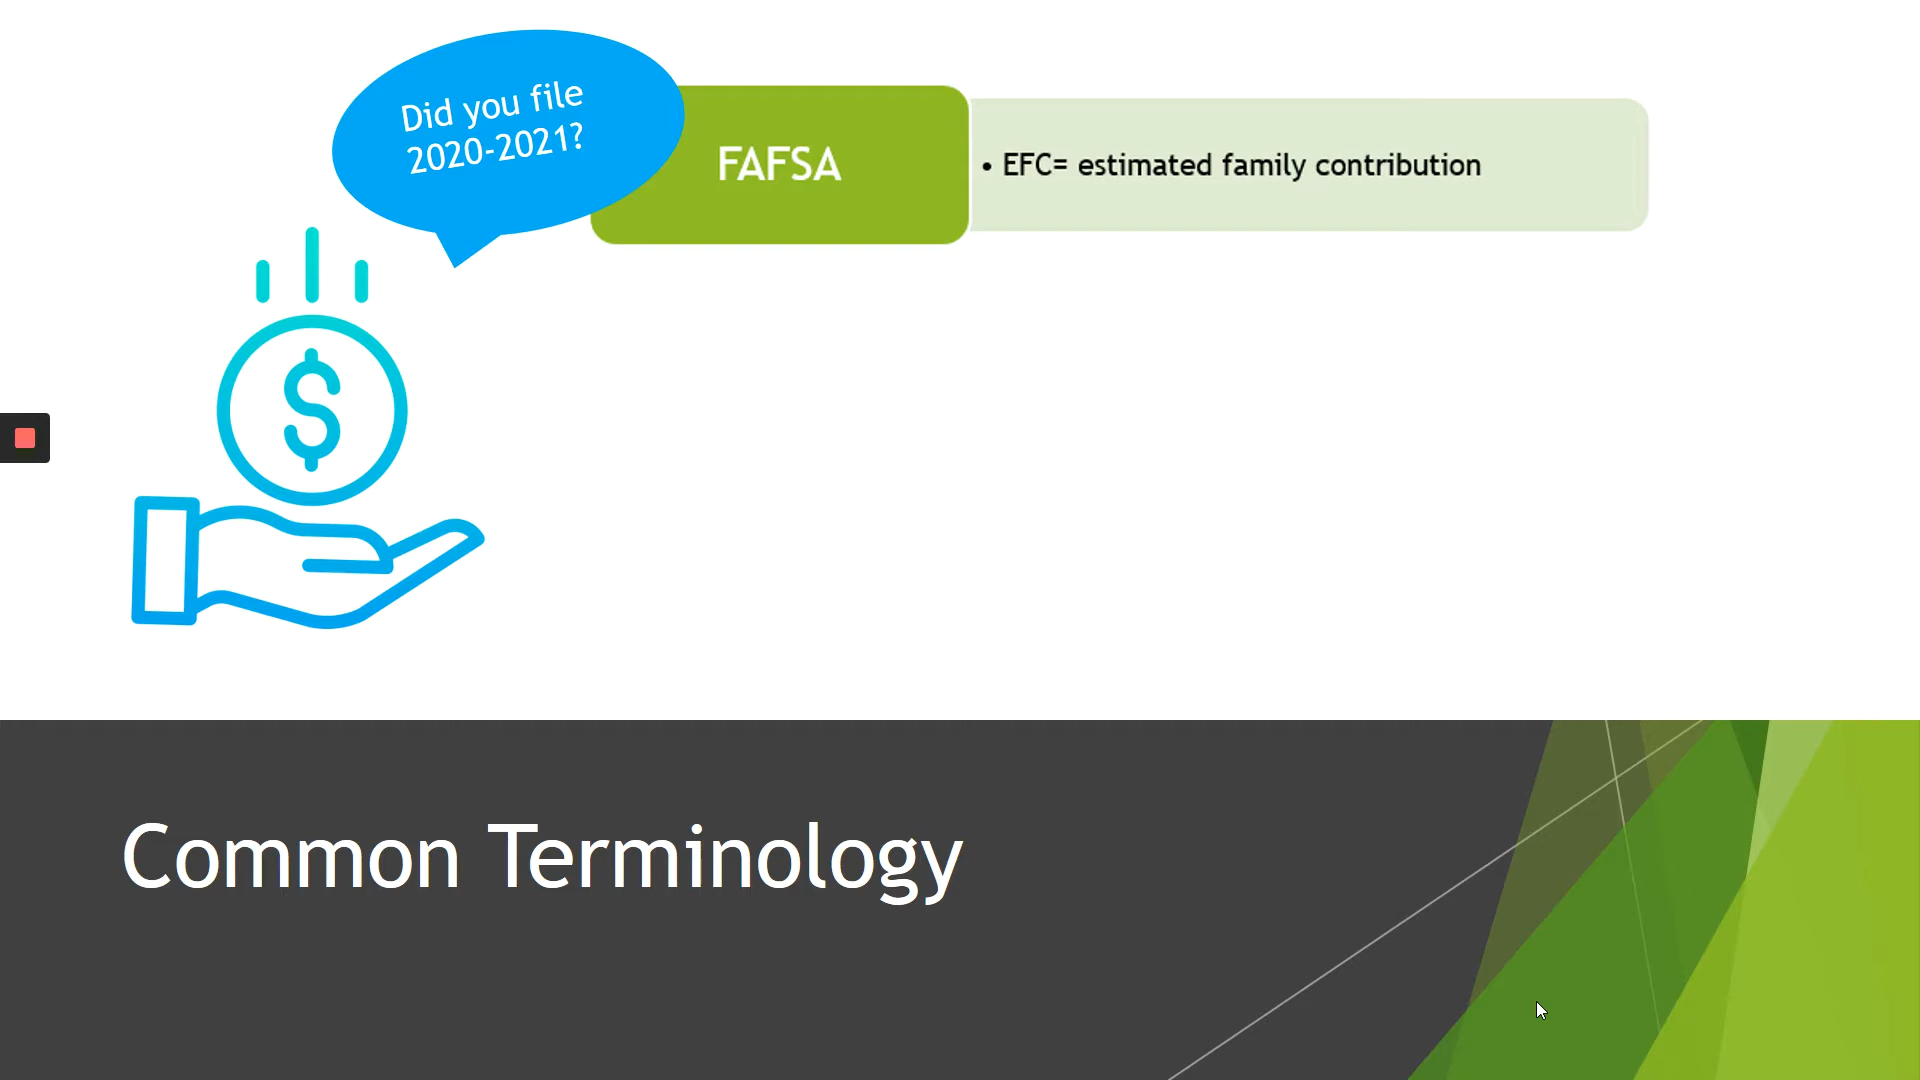 Did you file
2020-2021?
FAFSA
• EFC= estimated family contribution
$
Common Terminology